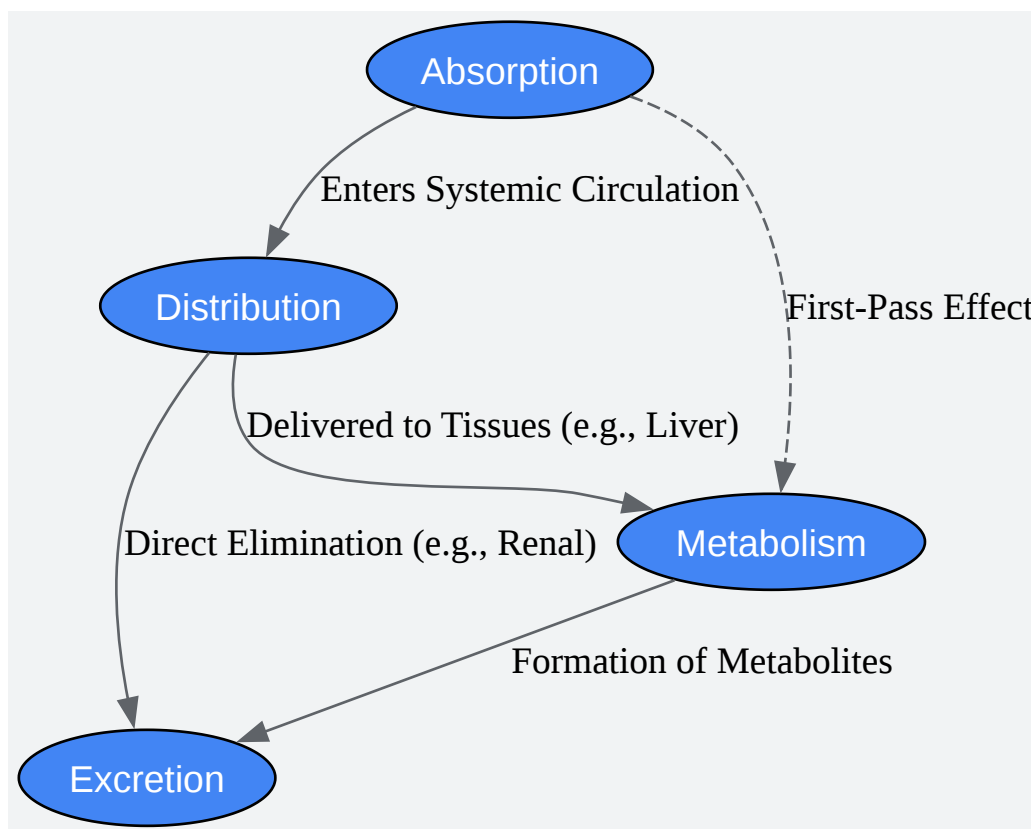 Absorption
Enters Systemic Circulation
Distribution
First-Pass Effect
Delivered to Tissues (e.g., Liver)
Direct Elimination (e.g., Renal)
Metabolism
Formation of Metabolites
Excretion